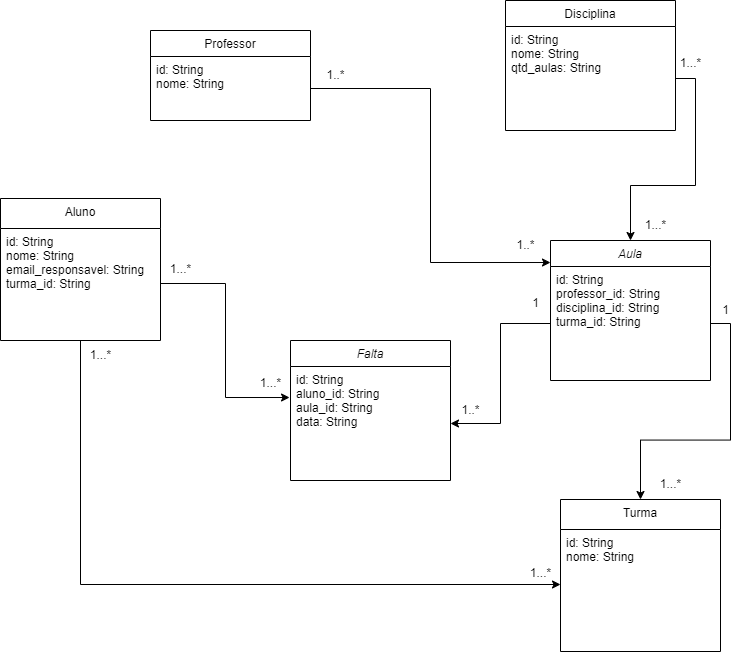 Disciplina
id: String
nome: String
qtd_aulas: String
1...*
Professor
id: String
nome: String
1..*
Aluno
id: String
nome: String
email_responsavel: String
turma_id: String
1...*
1...*
1...*
1..*
Aula
id: String
professor_id: String
disciplina_id: String
turma_id: String
1
1
Falta
id: String
aluno_id: String
aula_id: String
data: String
1...*
1..*
1...*
Turma
id: String
nome: String
1...*